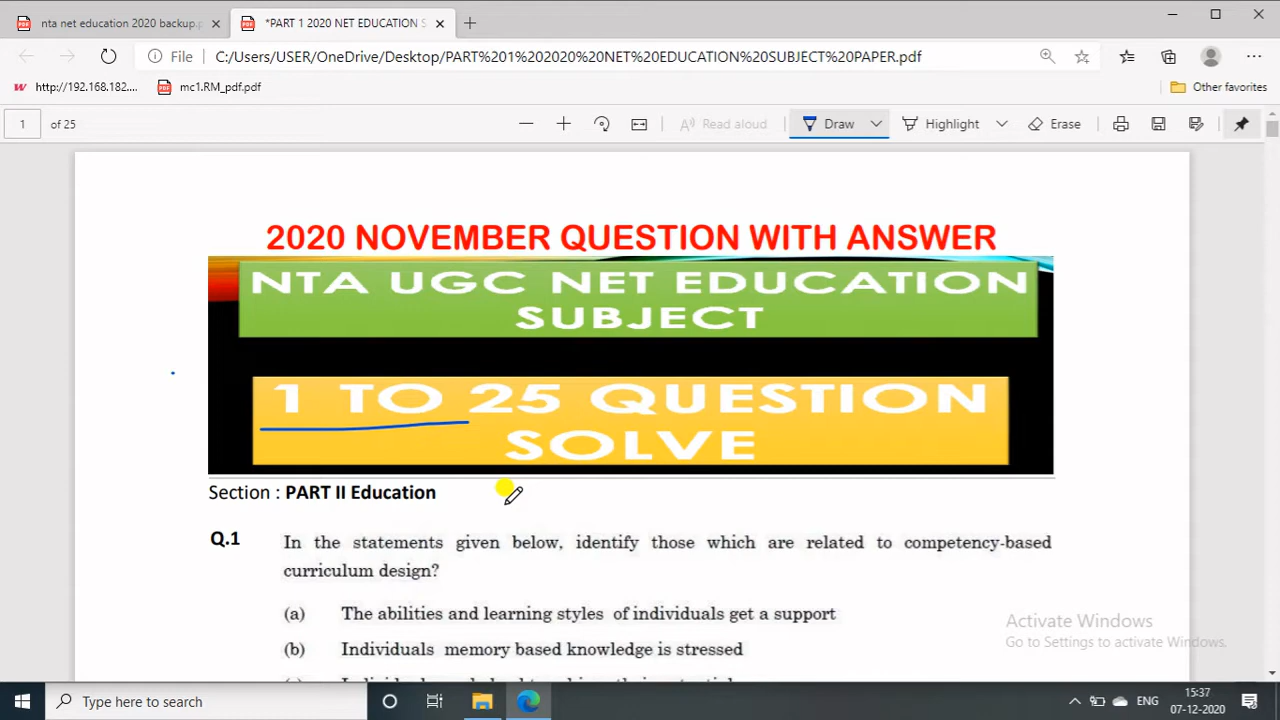 nta net education 2020 backup.p
*PART 1 2020 NET EDUCATION S
File C:/Users/USER/OneDrive/Desktop/PART%201%202020%20NET%20EDUCATION%20SUBJECT%20PAPER.pdf
http://192.168.182....
mc1.RM_pdf.pdf
Other favorites
1 of 25
Read aloud
Draw
Highlight
Erase
2020 NOVEMBER QUESTION WITH ANSWER
NTA UGC NET EDUCATION
SUBJECT
1 TO 25 QUESTION
SOLVE
Section : PART II Education
Q.1 In the statements given below, identify those which are related to competency-based
curriculum design?
(a) The abilities and learning styles of individuals get a support
(b) Individuals memory based knowledge is stressed
Activate Windows
Go to Settings to activate Windows.
Type here to search
ENG
15:37
07-12-2020